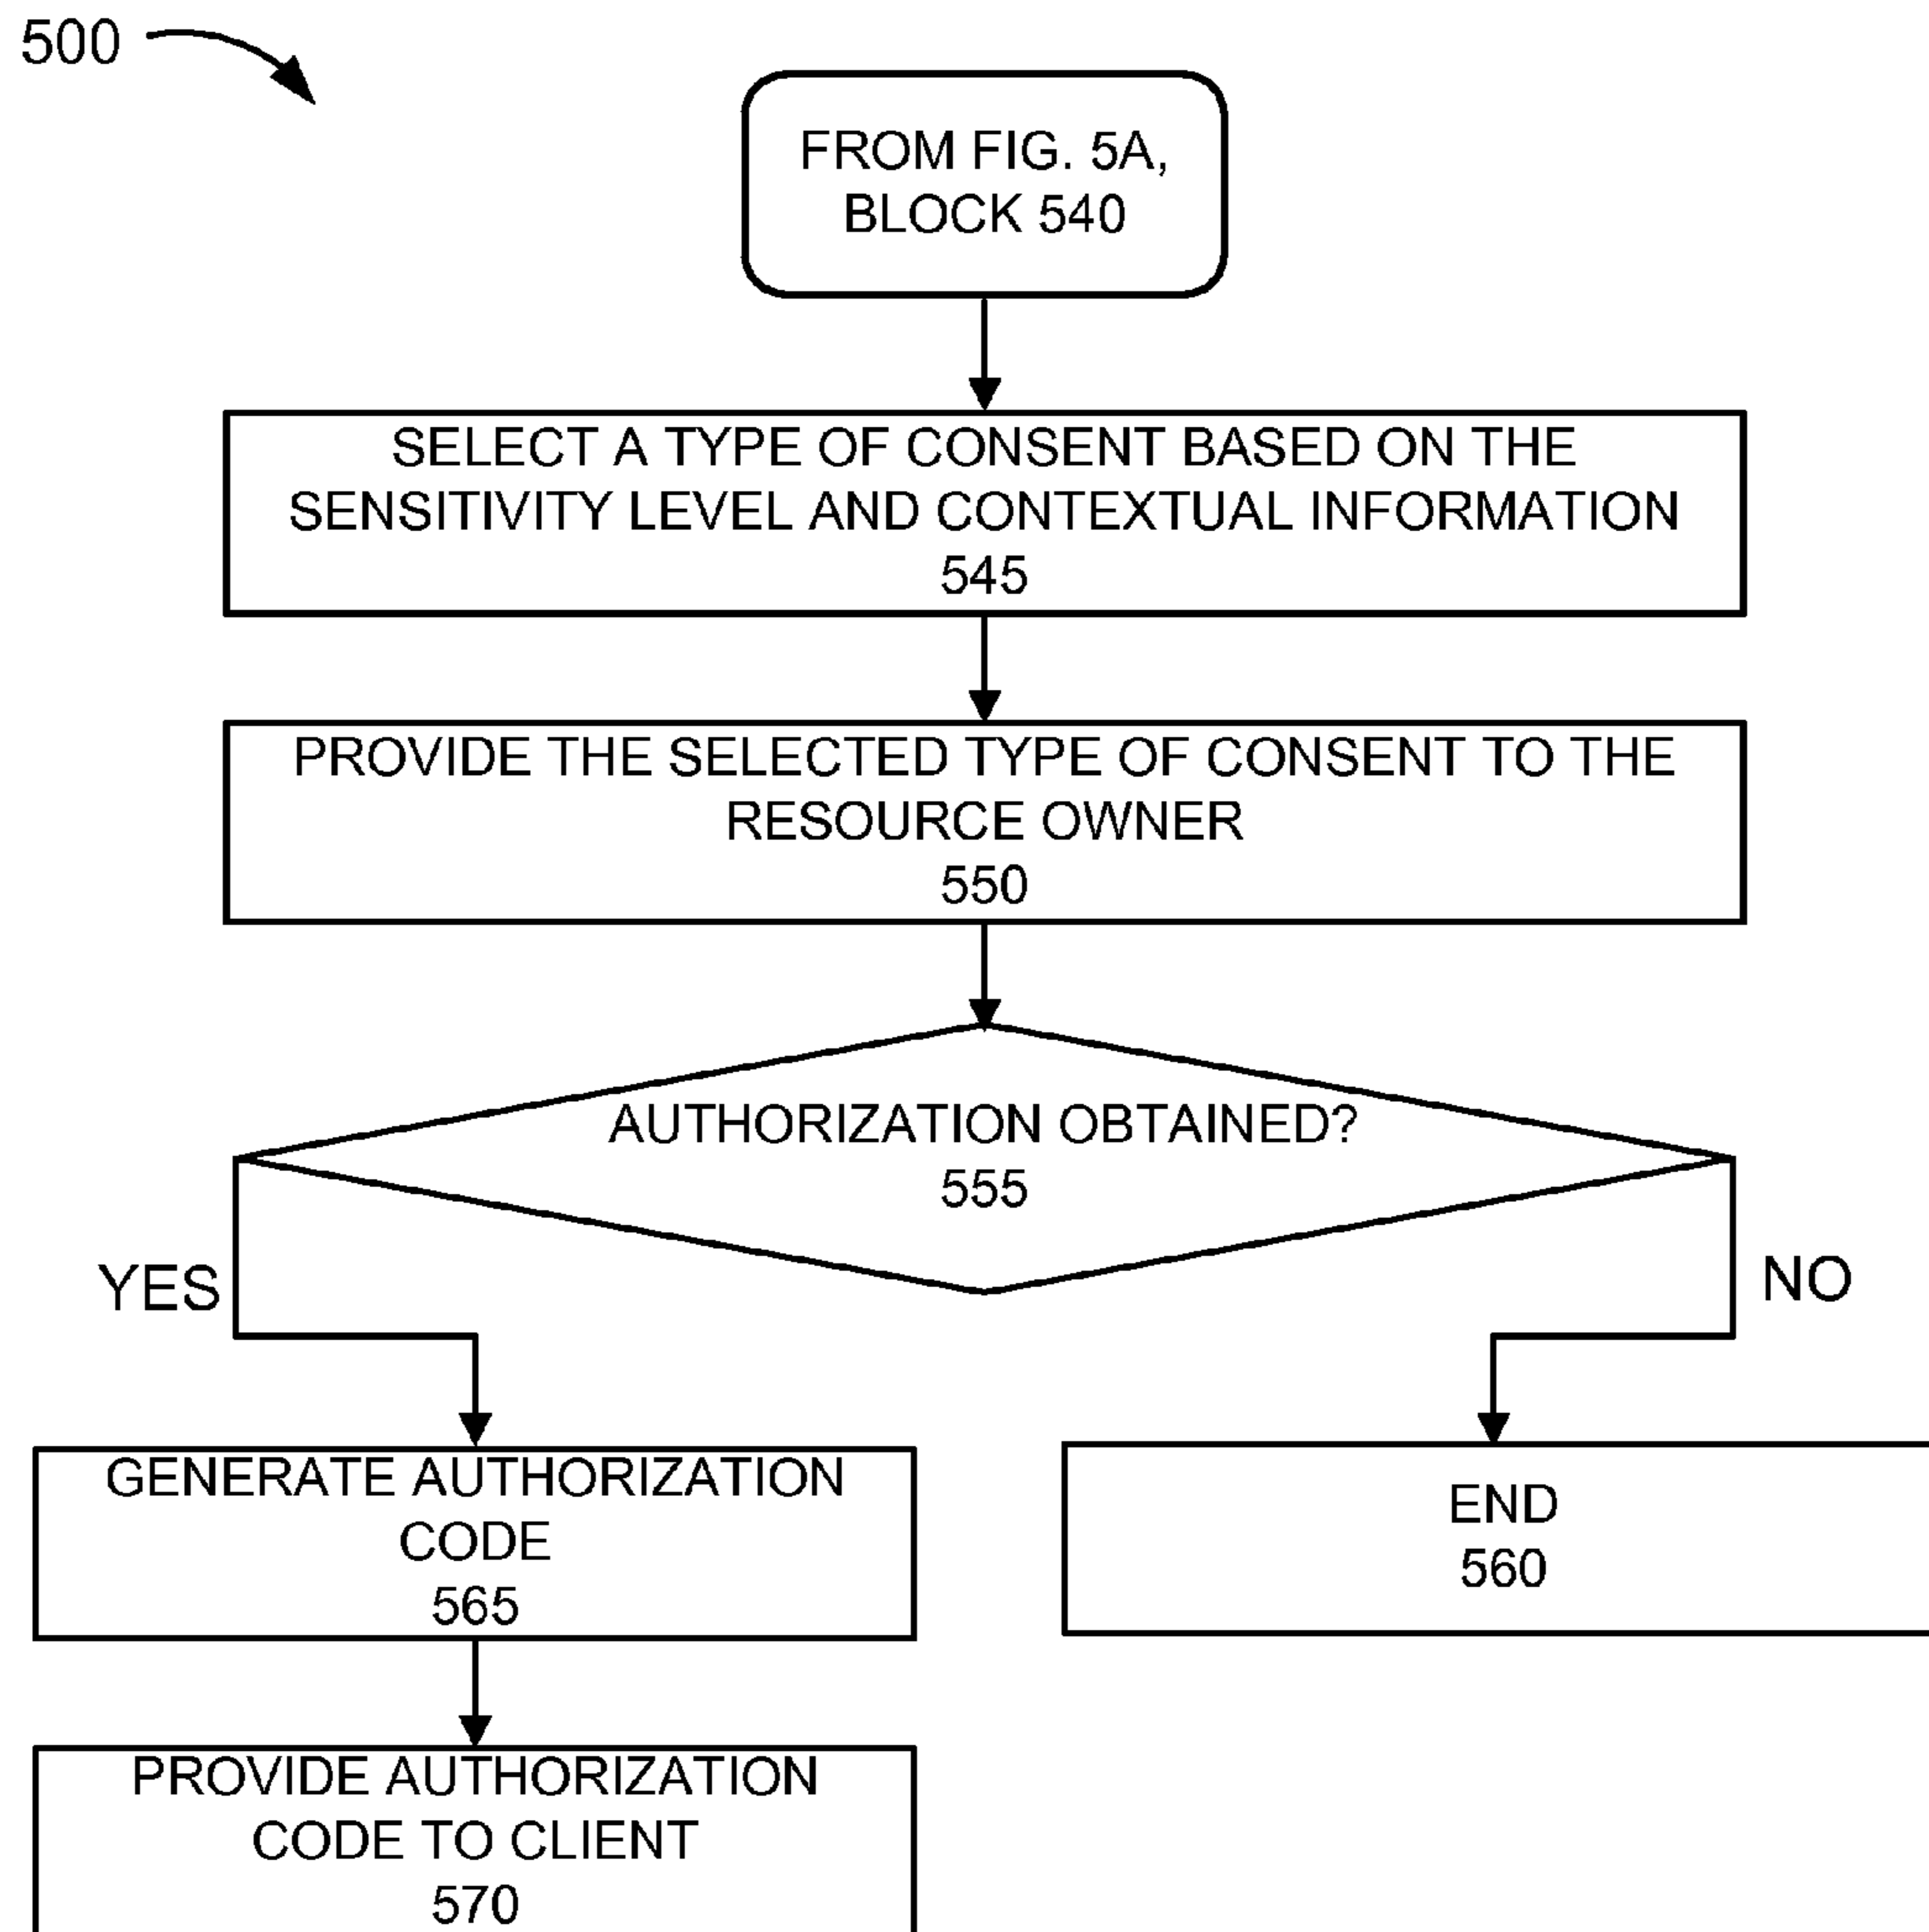 500
FROM FIG. 5A,
BLOCK 540
SELECT A TYPE OF CONSENT BASED ON THE
SENSITIVITY LEVEL AND CONTEXTUAL INFORMATION
545
PROVIDE THE SELECTED TYPE OF CONSENT TO THE
RESOURCE OWNER
550
AUTHORIZATION OBTAINED?
555
YES
NO
GENERATE AUTHORIZATION
CODE
565
END
560
PROVIDE AUTHORIZATION
CODE TO CLIENT
570